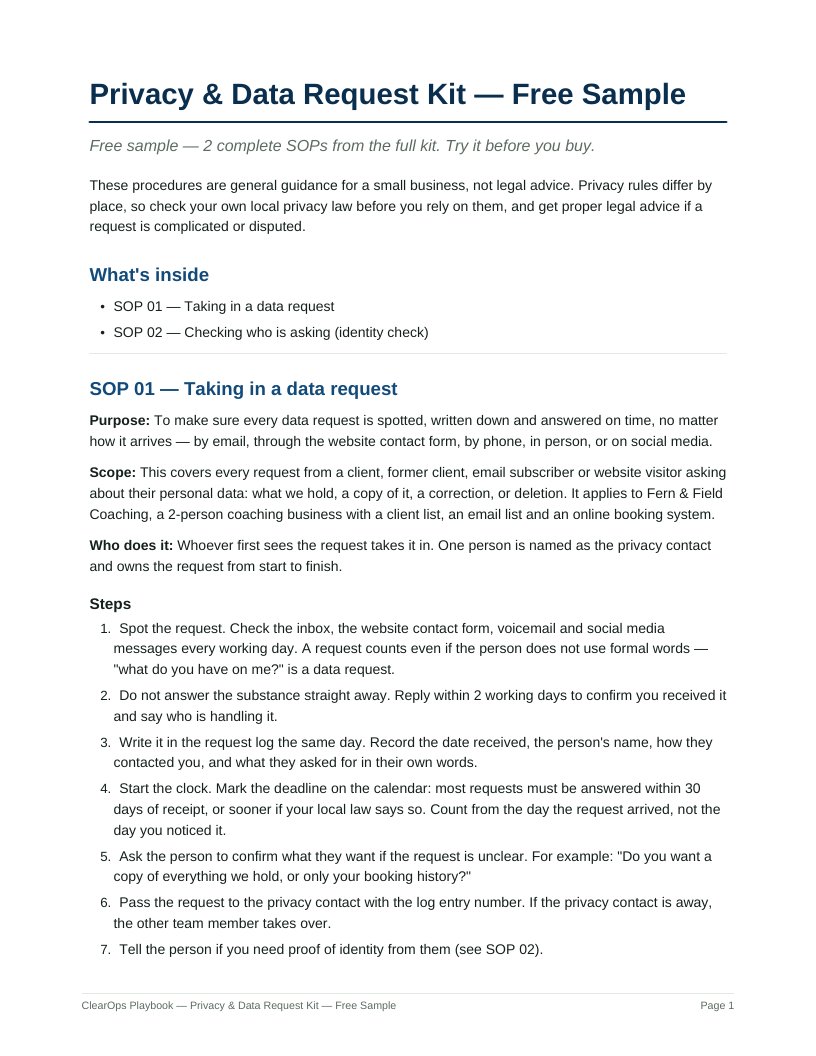 Privacy & Data Request Kit — Free Sample
Free sample — 2 complete SOPs from the full kit. Try it before you buy.
These procedures are general guidance for a small business, not legal advice. Privacy rules differ by
place, so check your own local privacy law before you rely on them, and get proper legal advice if a
request is complicated or disputed.
What's inside
• SOP 01 — Taking in a data request
• SOP 02 — Checking who is asking (identity check)
SOP 01 — Taking in a data request
Purpose: To make sure every data request is spotted, written down and answered on time, no matter
how it arrives — by email, through the website contact form, by phone, in person, or on social media.
Scope: This covers every request from a client, former client, email subscriber or website visitor asking
about their personal data: what we hold, a copy of it, a correction, or deletion. It applies to Fern & Field
Coaching, a 2-person coaching business with a client list, an email list and an online booking system.
Who does it: Whoever first sees the request takes it in. One person is named as the privacy contact
and owns the request from start to finish.
Steps
1. Spot the request. Check the inbox, the website contact form, voicemail and social media
messages every working day. A request counts even if the person does not use formal words —
"what do you have on me?" is a data request.
2. Do not answer the substance straight away. Reply within 2 working days to confirm you received it
and say who is handling it.
3. Write it in the request log the same day. Record the date received, the person's name, how they
contacted you, and what they asked for in their own words.
4. Start the clock. Mark the deadline on the calendar: most requests must be answered within 30
days of receipt, or sooner if your local law says so. Count from the day the request arrived, not the
day you noticed it.
5. Ask the person to confirm what they want if the request is unclear. For example: "Do you want a
copy of everything we hold, or only your booking history?"
6. Pass the request to the privacy contact with the log entry number. If the privacy contact is away,
the other team member takes over.
7. Tell the person if you need proof of identity from them (see SOP 02).
ClearOps Playbook — Privacy & Data Request Kit — Free Sample
Page 1